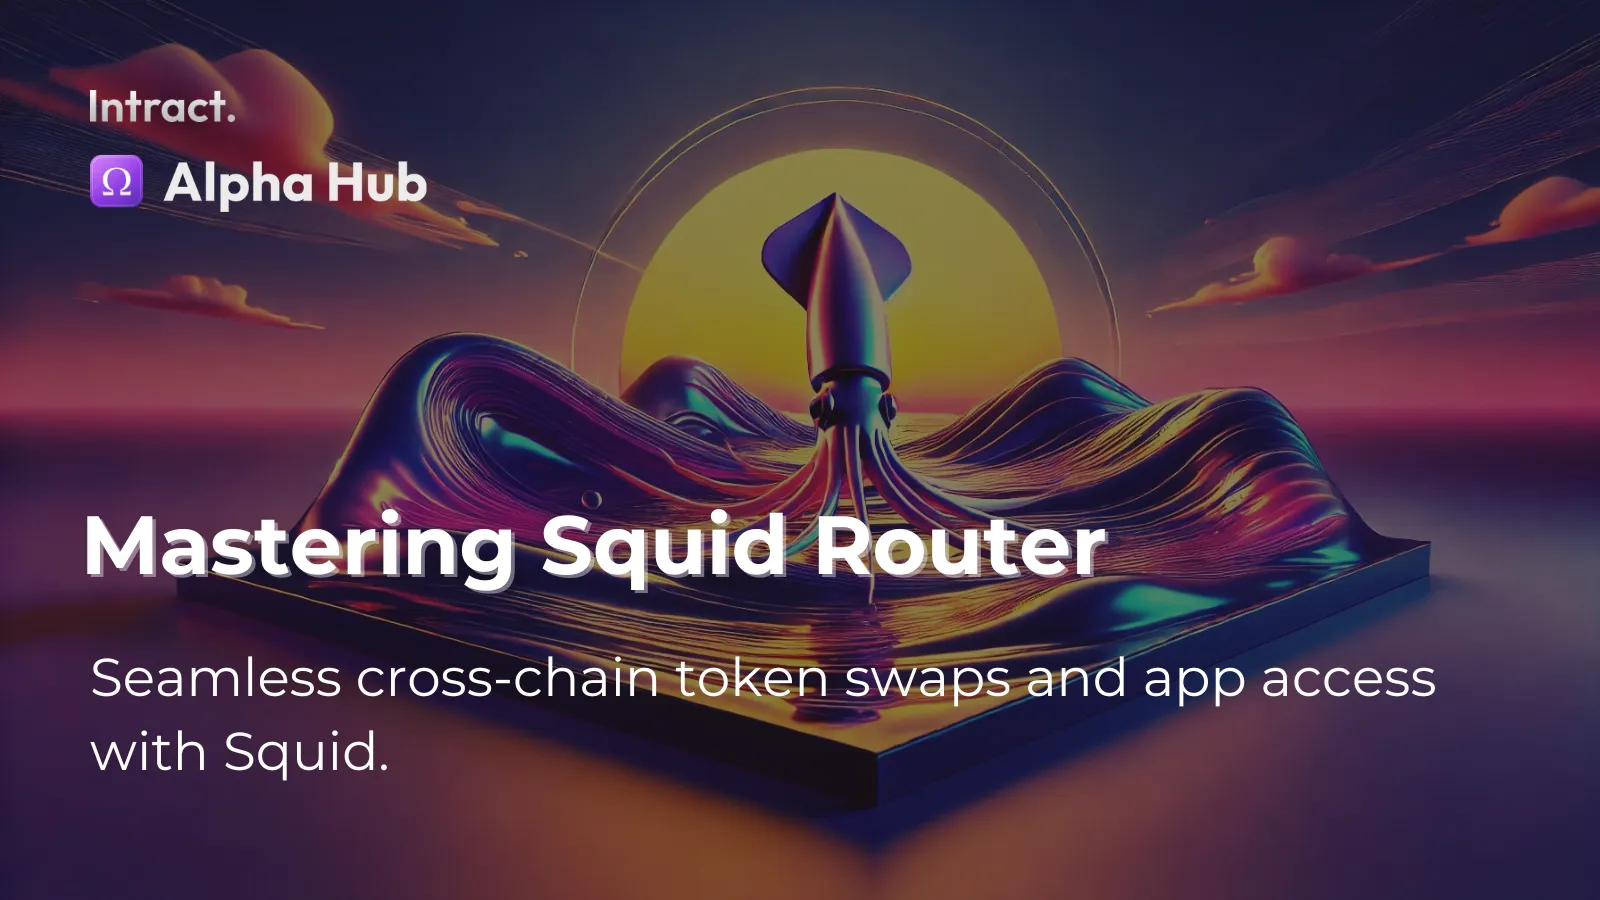 Intract.
Ω Alpha Hub
Mastering Squid Router
Seamless cross-chain token swaps and app access
with Squid.